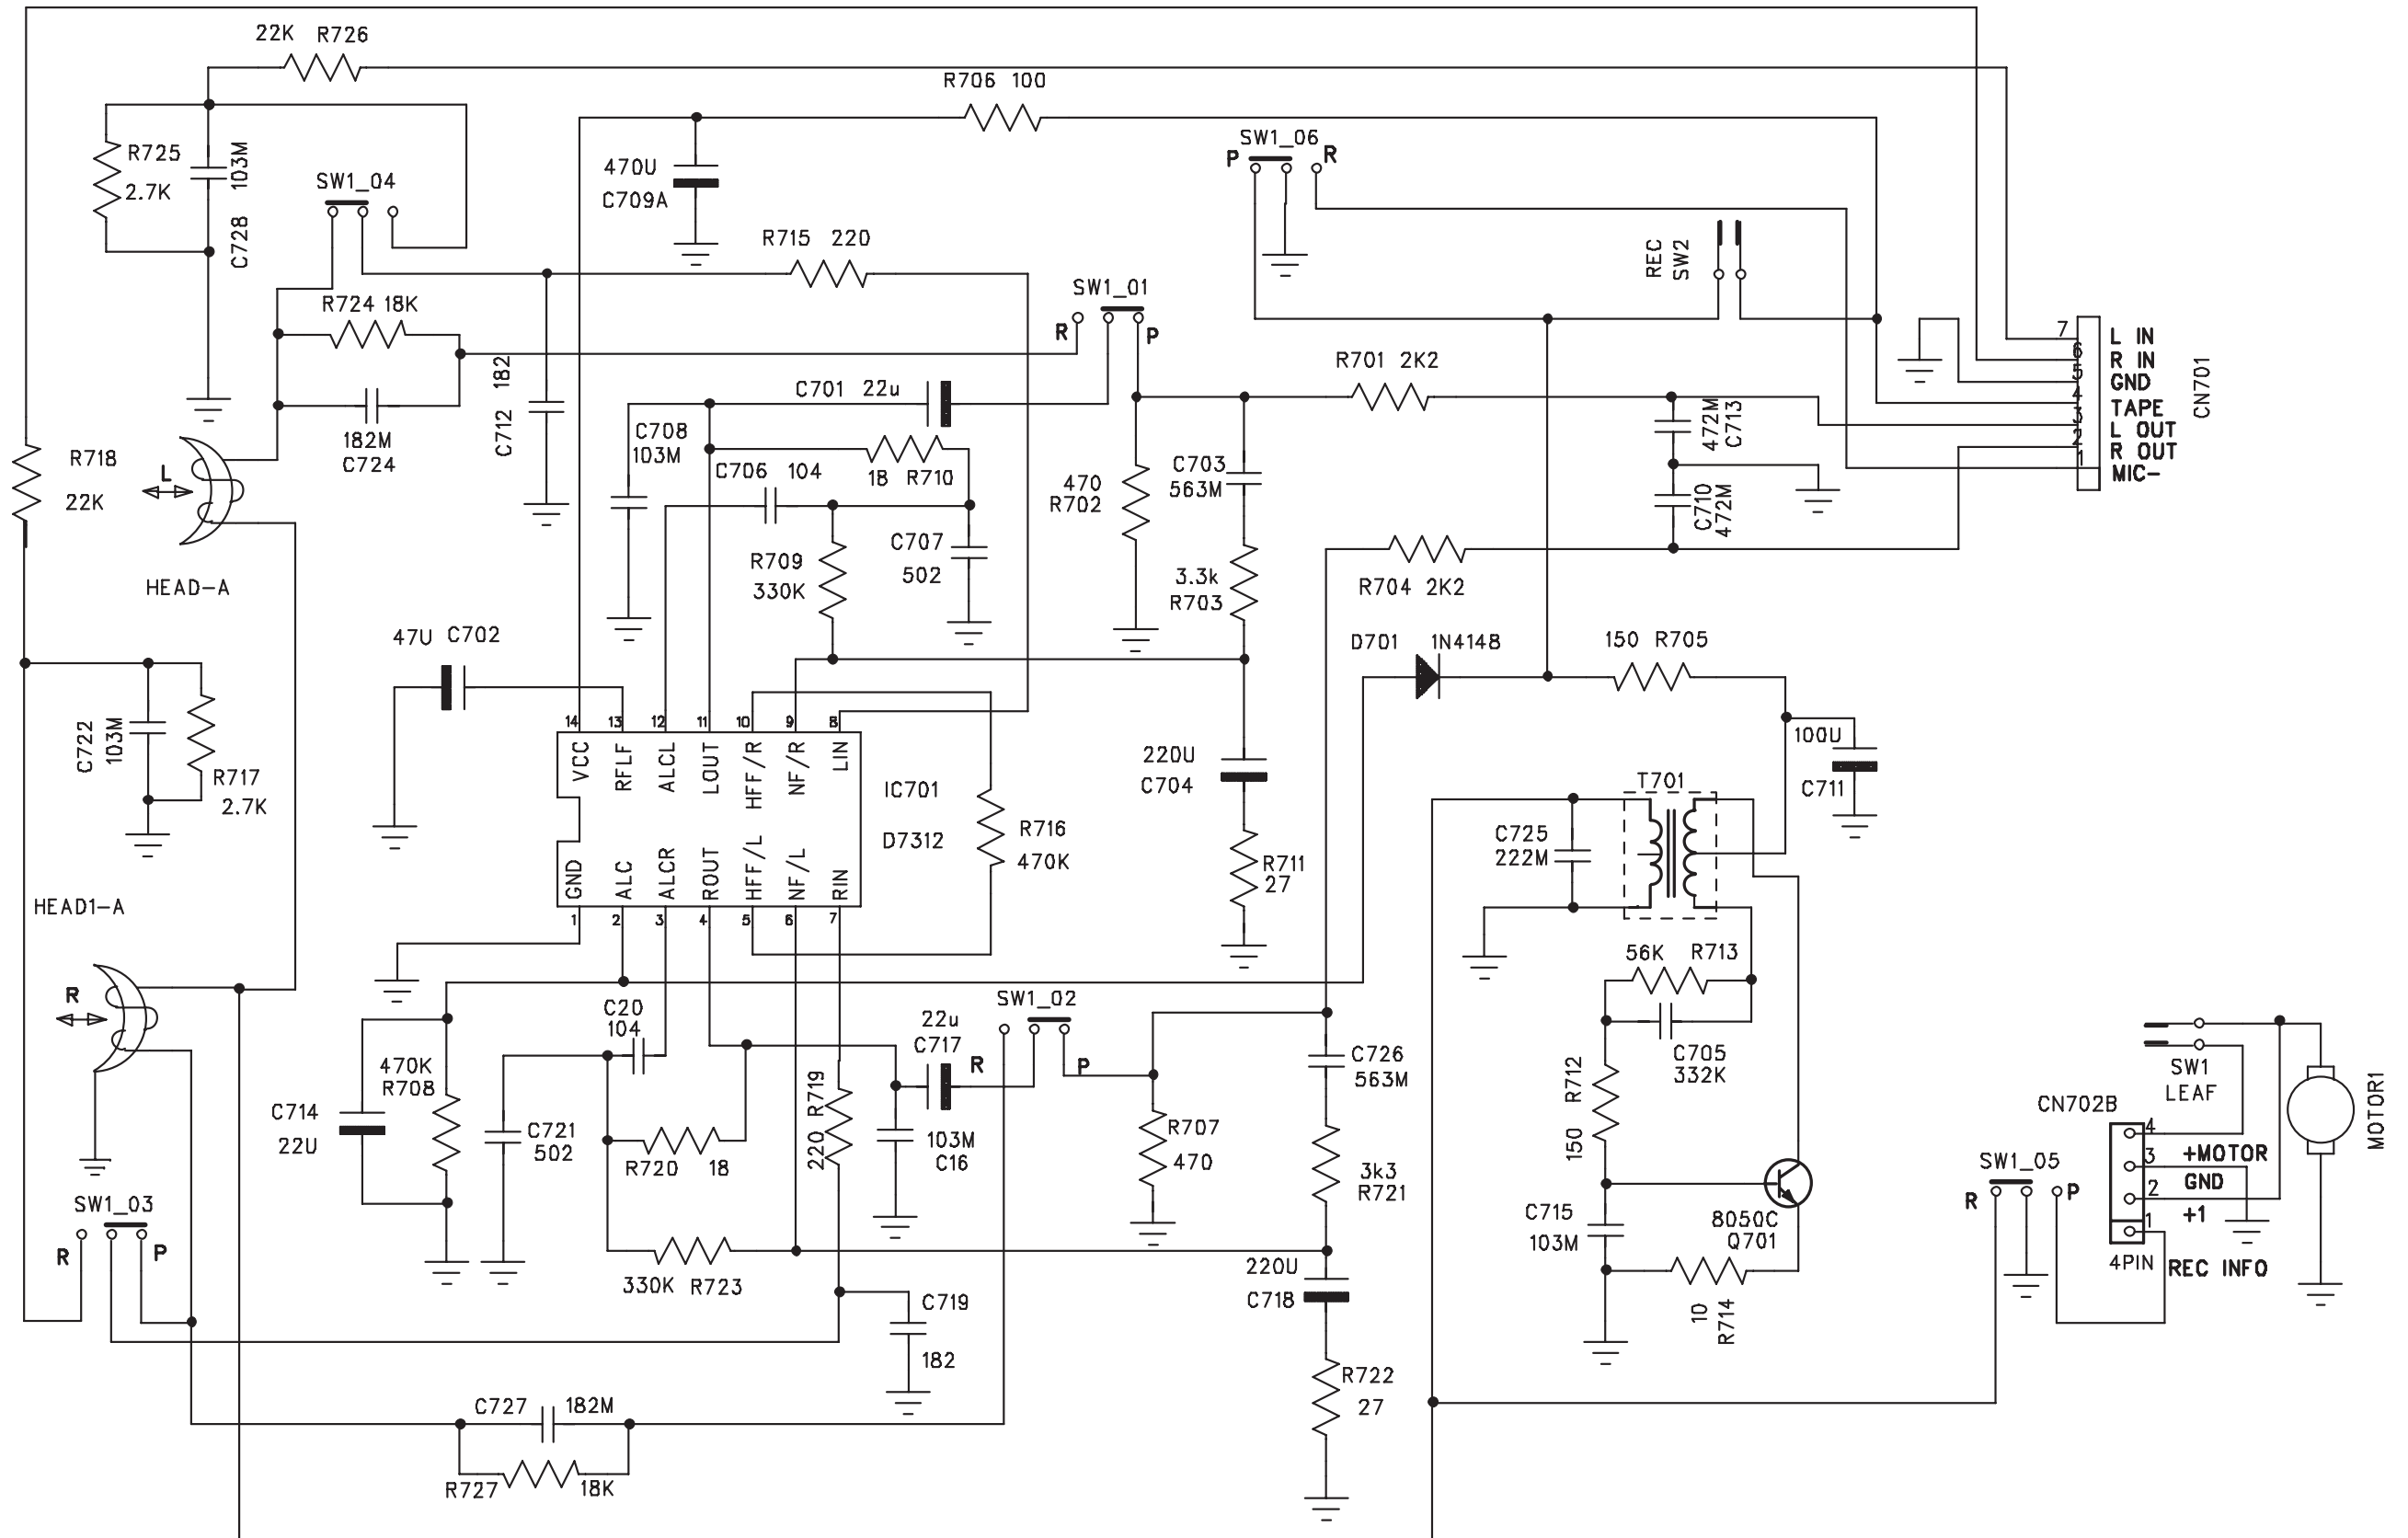 22K R726
R706 100
SW1_06
P
R
R725
2.7K
103M
C728
SW1_04
470U
C709A
R715 220
REC
SW2
SW1_01
R
P
R724 18K
182M
C724
C712 182
C701 22u
R701 2K2
472M
C713
C710
472M
7
6
5
4
3
2
1
L IN
R IN
GND
TAPE
L OUT
R OUT
MIC-
CN701
R718
22K
L
HEAD-A
C708
103M
C706 104
18 R710
470
R702
C703
563M
R709
330K
C707
502
3.3k
R703
R704 2K2
47U C702
D701 1N4148
150 R705
C722
103M
R717
2.7K
14
13
12
11
10
9
8
VCC
RFLF
ALCL
LOUT
HFF/R
NF/R
LIN
IC701
D7312
GND
ALC
ALCR
ROUT
HFF/L
NF/L
RIN
1
2
3
4
5
6
7
R716
470K
220U
C704
R711
27
100U
C711
T701
C725
222M
HEAD1-A
R
56K R713
C705
332K
C20
104
22u
C717
SW1_02
R
P
C726
563M
R712
150
SW1
LEAF
MOTOR1
470K
R708
C714
22U
C721
502
R720 18
220 R719
103M
C16
R707
470
3k3
R721
CN702B
4
3
2
1
+MOTOR
GND
+1
4PIN
REC INFO
SW1_05
R
P
8050C
Q701
C715
103M
10
R714
SW1_03
R
P
330K R723
220U
C718
C719
182
R722
27
C727 182M
R727 18K